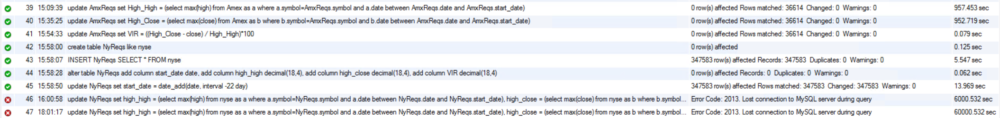 39 15:09:39 update AmxReqs set High_High = (select max(high) from Amex as a where a.symbol=AmxReqs.symbol and a.date between AmxReqs.date and AmxReqs.start_date) 0 row(s) affected Rows matched: 36614 Changed: 0 Warnings: 0 957.453 sec
40 15:35:25 update AmxReqs set High_Close = (select max(close) from Amex as b where b.symbol=AmxReqs.symbol and b.date between AmxReqs.date and AmxReqs.start_date) 0 row(s) affected Rows matched: 36614 Changed: 0 Warnings: 0 952.719 sec
41 15:54:33 update AmxReqs set VIR = ((High_Close - close) / High_High)*100 0 row(s) affected Rows matched: 36614 Changed: 0 Warnings: 0 0.079 sec
42 15:58:00 create table NyReqs like nyse 0 row(s) affected 0.125 sec
43 15:58:07 INSERT NyReqs SELECT * FROM nyse 347583 row(s) affected Records: 347583 Duplicates: 0 Warnings: 0 5.547 sec
44 15:58:28 alter table NyReqs add column start_date date, add column high_high decimal(18,4), add column high_close decimal(18,4), add column VIR decimal(18,4) 0 row(s) affected Records: 0 Duplicates: 0 Warnings: 0 0.062 sec
45 15:58:50 update NyReqs set start_date = date_add(date, interval -22 day) 347583 row(s) affected Rows matched: 347583 Changed: 347583 Warnings: 0 13.969 sec
46 16:00:58 update NyReqs set high_high = (select max(high) from nyse as a where a.symbol=NyReqs.symbol and a.date between NyReqs.date and NyReqs.start_date), high_close = (select max(close) from nyse as b where b.symbol... Error Code: 2013. Lost connection to MySQL server during query 6000.532 sec
47 18:01:17 update NyReqs set high_high = (select max(high) from nyse as a where a.symbol=NyReqs.symbol and a.date between NyReqs.date and NyReqs.start_date), high_close = (select max(close) from nyse as b where b.symbol... Error Code: 2013. Lost connection to MySQL server during query 60000.532 sec